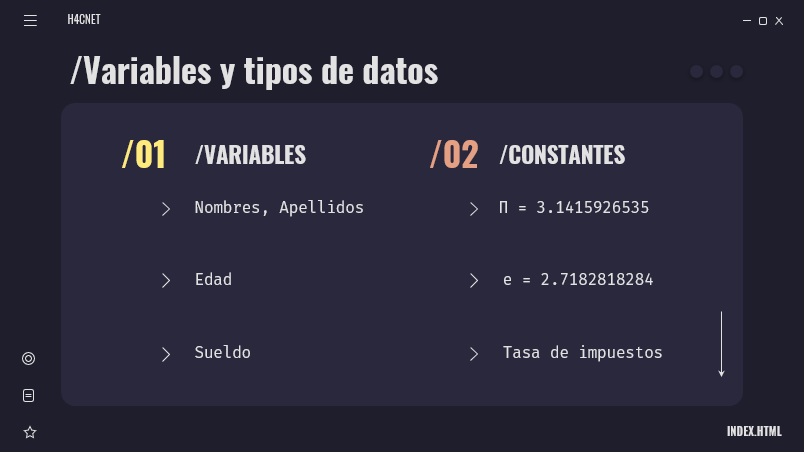 H4CNET
/Variables y tipos de datos
/01 /VARIABLES
Nombres, Apellidos
Edad
Sueldo
/02 /CONSTANTES
Π = 3.1415926535
e = 2.7182818284
Tasa de impuestos
INDEX.HTML